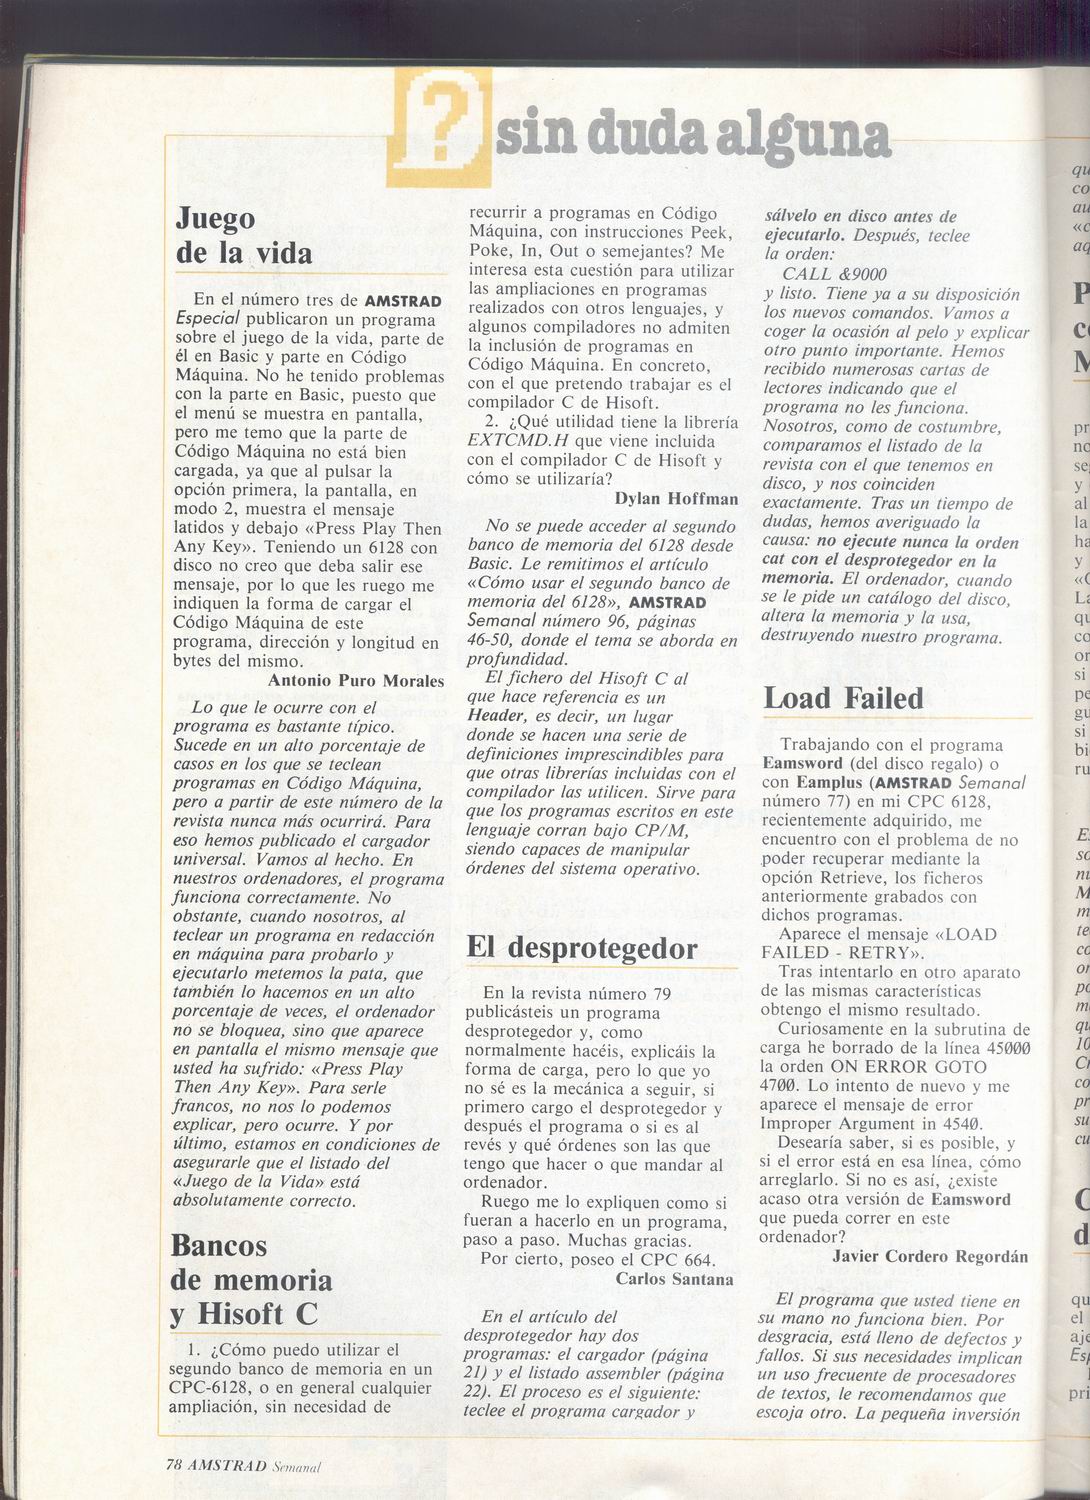 sin duda alguna
Juego
de la vida
En el número tres de AMSTRAD
Especial publicaron un programa
sobre el juego de la vida, parte de
él en Basic y parte en Código
Máquina. No he tenido problemas
con la parte en Basic, puesto que
el menú se muestra en pantalla,
pero me temo que la parte de
Código Máquina no está bien
cargada, ya que al pulsar la
opción primera, la pantalla, en
modo 2, muestra el mensaje
latidos y debajo «Press Play Then
Any Key». Teniendo un 6128 con
disco no creo que deba salir ese
mensaje, por lo que les ruego me
indiquen la forma de cargar el
Código Máquina de este
programa, dirección y longitud en
bytes del mismo.
Antonio Puro Morales
Lo que le ocurre con el
programa es bastante típico.
Sucede en un alto porcentaje de
casos en los que se teclean
programas en Código Máquina,
pero a partir de este número de la
revista nunca más ocurrirá. Para
eso hemos publicado el cargador
universal. Vamos al hecho. En
nuestros ordenadores, el programa
funciona correctamente. No
obstante, cuando nosotros, al
teclear un programa en redacción
en máquina para probarlo y
ejecutarlo metemos la pata, que
también lo hacemos en un alto
porcentaje de veces, el ordenador
no se bloquea, sino que aparece
en pantalla el mismo mensaje que
usted ha sufrido: «Press Play
Then Any Key». Para serle
francos, no nos lo podemos
explicar, pero ocurre. Y por
último, estamos en condiciones de
asegurarle que el listado del
«Juego de la Vida» está
absolutamente correcto.
Bancos
de memoria
y Hisoft C
1. ¿Cómo puedo utilizar el
segundo banco de memoria en un
CPC-6128, o en general cualquier
ampliación, sin necesidad de
recurrir a programas en Código
Máquina, con instrucciones Peek,
Poke, In, Out o semejantes? Me
interesa esta cuestión para utilizar
las ampliaciones en programas
realizados con otros lenguajes, y
algunos compiladores no admiten
la inclusión de programas en
Código Máquina. En concreto,
con el que pretendo trabajar es el
compilador C de Hisoft.
2. ¿Qué utilidad tiene la librería
EXTCMD.H que viene incluida
con el compilador C de Hisoft y
cómo se utilizaría?
Dylan Hoffman
No se puede acceder al segundo
banco de memoria del 6128 desde
Basic. Le remitimos el artículo
«Cómo usar el segundo banco de
memoria del 6128», AMSTRAD
Semanal número 96, páginas
46-50, donde el tema se aborda en
profundidad.
El fichero del Hisoft C al
que hace referencia es un
Header, es decir, un lugar
donde se hacen una serie de
definiciones imprescindibles para
que otras librerías incluidas con el
compilador las utilicen. Sirve para
que los programas escritos en este
lenguaje corran bajo CP/M,
siendo capaces de manipular
órdenes del sistema operativo.
El desprotegedor
En la revista número 79
publicásteis un programa
desprotegedor y, como
normalmente hacéis, explicáis la
forma de carga, pero lo que yo
no sé es la mecánica a seguir, si
primero cargo el desprotegedor y
después el programa o si es al
revés y qué órdenes son las que
tengo que hacer o que mandar al
ordenador.
Ruego me lo expliquen como si
fueran a hacerlo en un programa,
paso a paso. Muchas gracias.
Por cierto, poseo el CPC 664.
Carlos Santana
En el artículo del
desprotegedor hay dos
programas: el cargador (página
21) y el listado assembler (página
22). El proceso es el siguiente:
teclee el programa cargador y
sálvelo en disco antes de
ejecutarlo. Después, teclee
la orden:
CALL &9000
y listo. Tiene ya a su disposición
los nuevos comandos. Vamos a
coger la ocasión al pelo y explicar
otro punto importante. Hemos
recibido numerosas cartas de
lectores indicando que el
programa no les funciona.
Nosotros, como de costumbre,
comparamos el listado de la
revista con el que tenemos en
disco, y nos coinciden
exactamente. Tras un tiempo de
dudas, hemos averiguado la
causa: no ejecute nunca la orden
cat con el desprotegedor en la
memoria. El ordenador, cuando
se le pide un catálogo del disco,
altera la memoria y la usa,
destruyendo nuestro programa.
Load Failed
Trabajando con el programa
Eamsword (del disco regalo) o
con Eamplus (AMSTRAD Semanal
número 77) en mi CPC 6128,
recientemente adquirido, me
encuentro con el problema de no
poder recuperar mediante la
opción Retrieve, los ficheros
anteriormente grabados con
dichos programas.
Aparece el mensaje «LOAD
FAILED - RETRY».
Tras intentarlo en otro aparato
de las mismas características
obtengo el mismo resultado.
Curiosamente en la subrutina de
carga he borrado de la línea 45000
la orden ON ERROR GOTO
4700. Lo intento de nuevo y me
aparece el mensaje de error
Improper Argument in 4540.
Desearía saber, si es posible, y
si el error está en esa línea, cómo
arreglarlo. Si no es así, ¿existe
acaso otra versión de Eamsword
que pueda correr en este
ordenador?
Javier Cordero Regordán
El programa que usted tiene en
su mano no funciona bien. Por
desgracia, está lleno de defectos y
fallos. Si sus necesidades implican
un uso frecuente de procesadores
de textos, le recomendamos que
escoja otro. La pequeña inversión
78 AMSTRAD Semanal